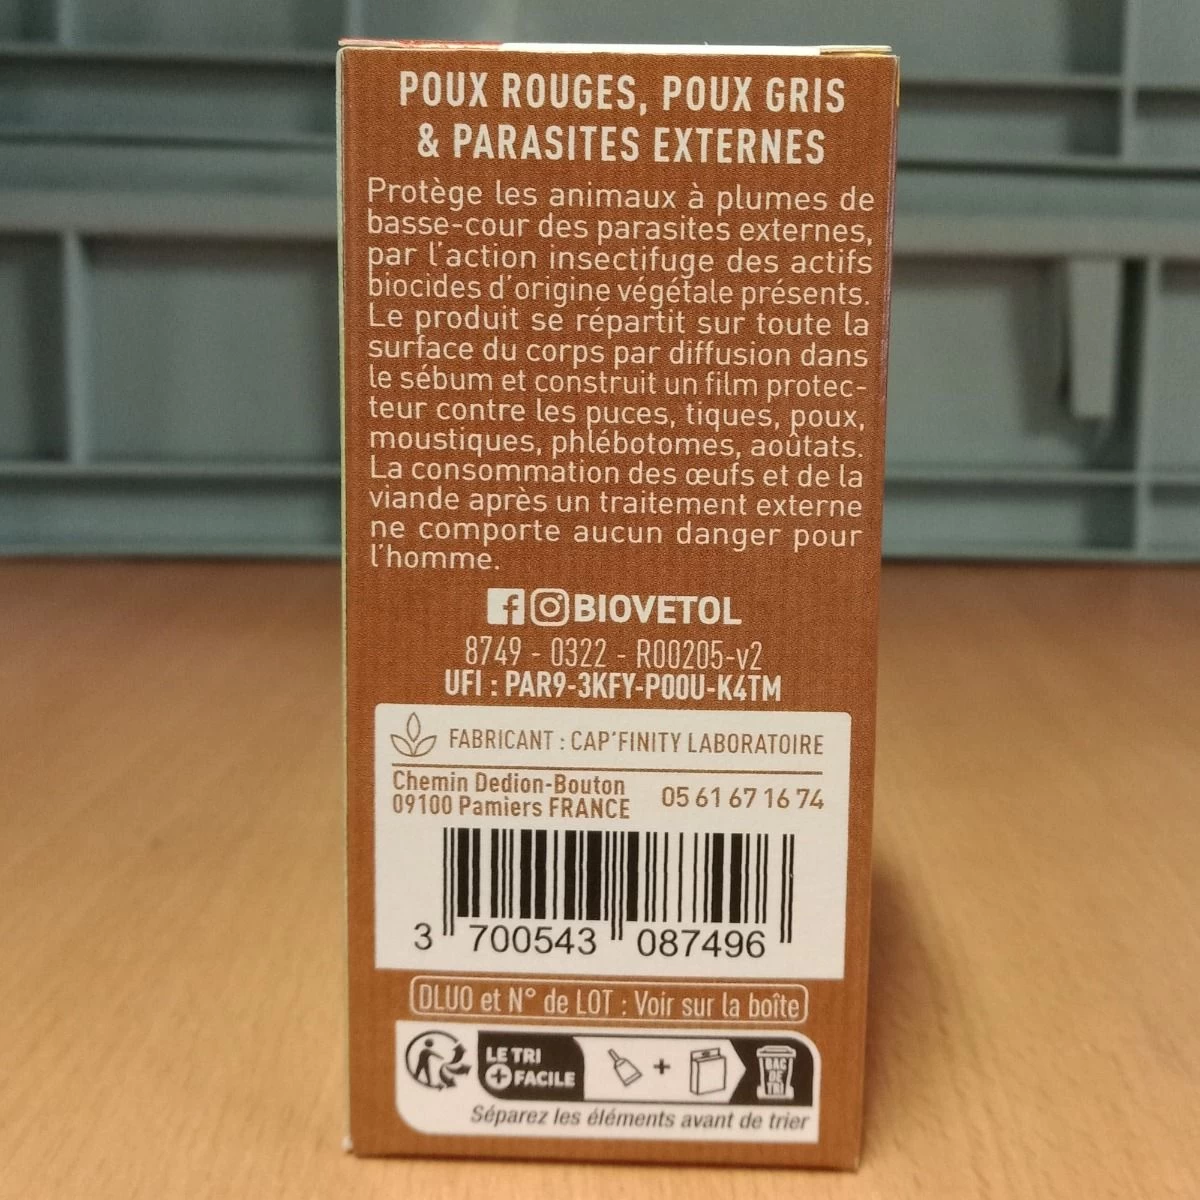 POUX ROUGES, POUX GRIS
& PARASITES EXTERNES
Protège les animaux à plumes de
basse-cour des parasites externes,
par l'action insectifuge des actifs
biocides d'origine végétale présents.
Le produit se répartit sur toute la
surface du corps par diffusion dans
le sébum et construit un film protec-
teur contre les puces, tiques, poux,
moustiques, phlébotomes, aoûtats.
La consommation des œufs et de la
viande après un traitement externe
ne comporte aucun danger pour
l'homme.
BIOVETOL
8749 - 0322 - R00205-v2
UFI : PAR9-3KFY-P00U-K4TM
FABRICANT : CAP'FINITY LABORATOIRE
Chemin Dedion-Bouton
09100 Pamiers FRANCE
05 61 67 16 74
3 700543 087496
DLUO et N° de LOT : Voir sur la boîte
LE TRI
+ FACILE
+
BAC
DE
TRI
Séparez les éléments avant de trier